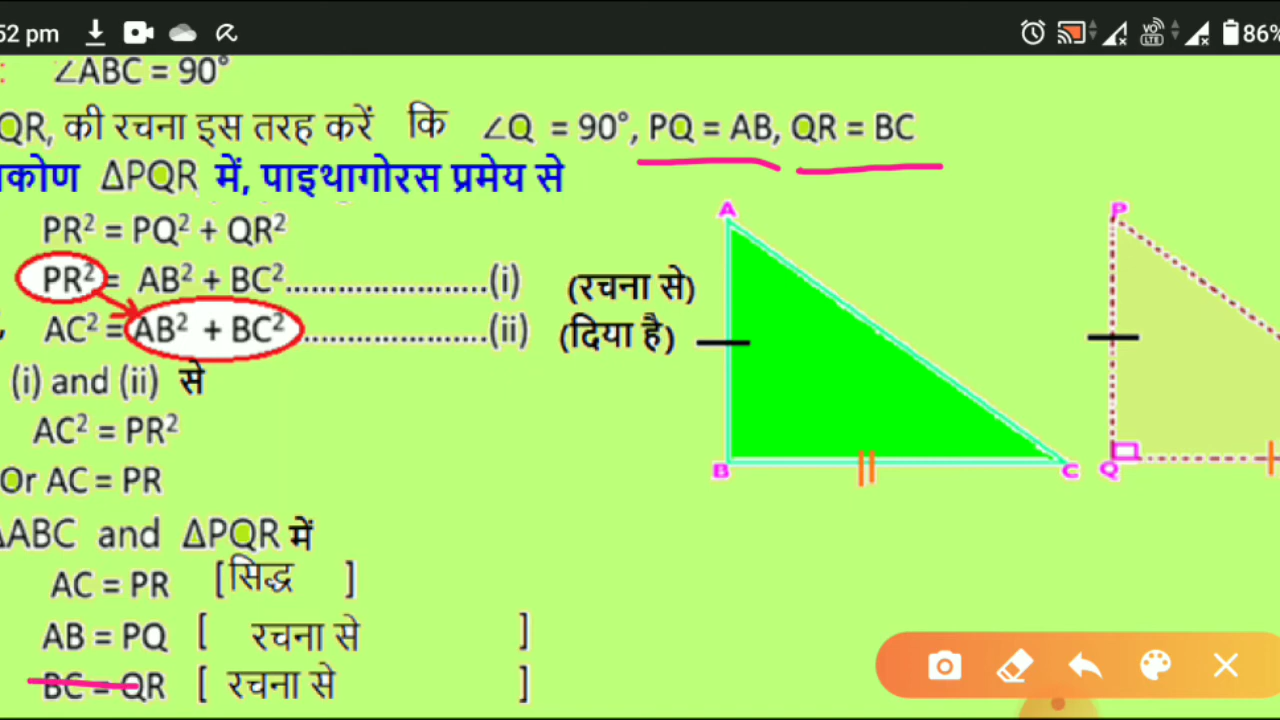 52 pm
86%
: ∠ABC = 90°
QR, की रचना इस तरह करें कि ∠Q = 90°, PQ = AB, QR = BC
कोण ΔPQR में, पाइथागोरस प्रमेय से
PR² = PQ² + QR²
PR² = AB² + BC².......................(i) (रचना से)
AC² = AB² + BC² .....................(ii) (दिया है)
(i) and (ii) से
AC² = PR²
Or AC = PR
ΔABC and ΔPQR में
AC = PR [सिद्ध ]
AB = PQ [ रचना से ]
BC = QR [ रचना से ]
A
B
C
P
Q